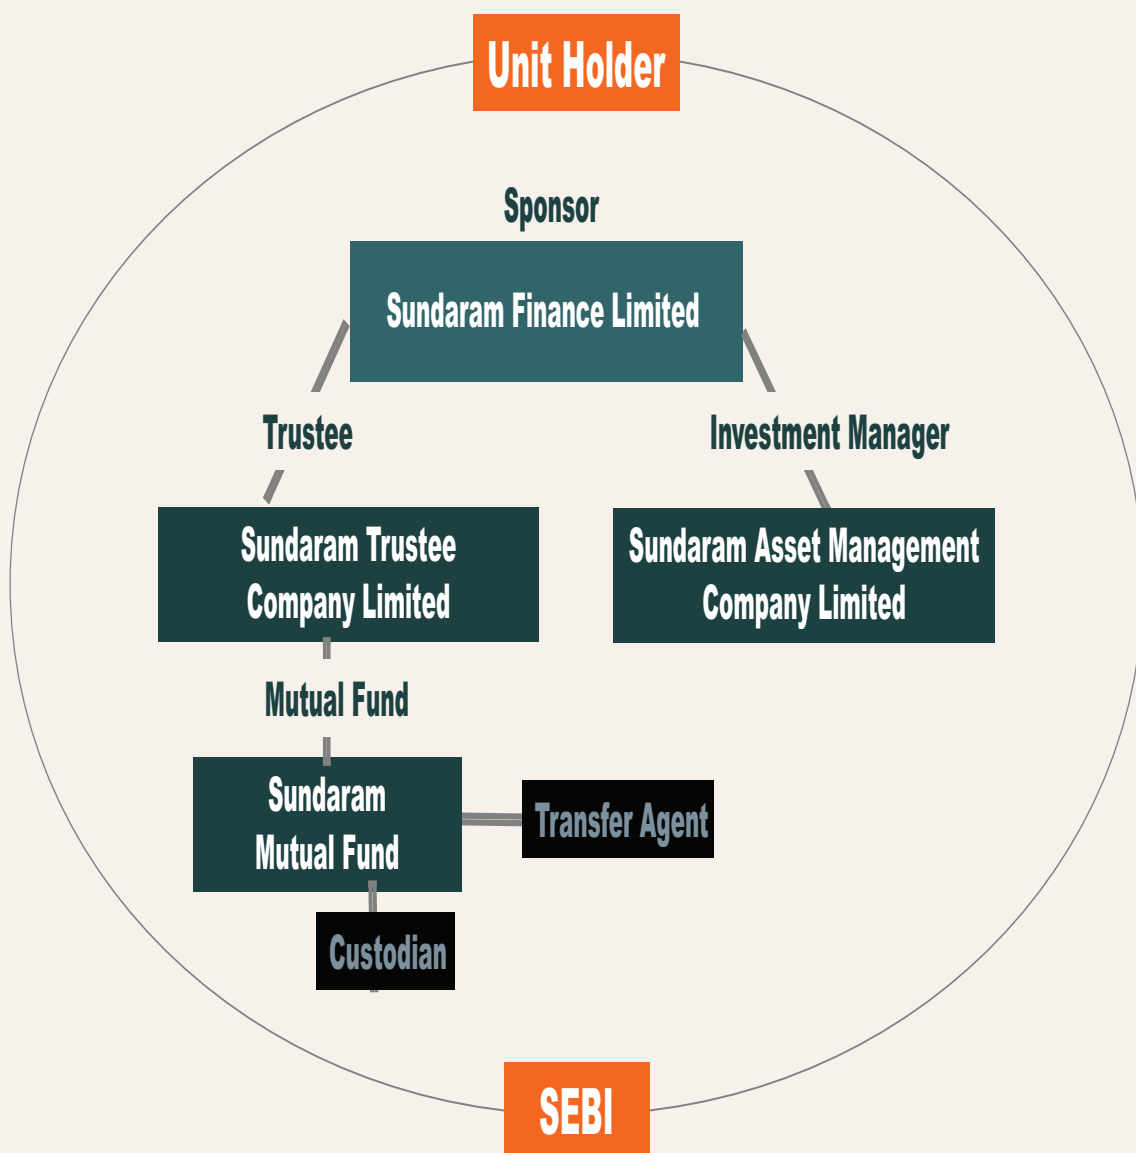 Unit Holder
Sponsor
Sundaram Finance Limited
Trustee
Investment Manager
Sundaram Trustee
Company Limited
Sundaram Asset Management
Company Limited
Mutual Fund
Sundaram
Mutual Fund
Transfer Agent
Custodian
SEBI